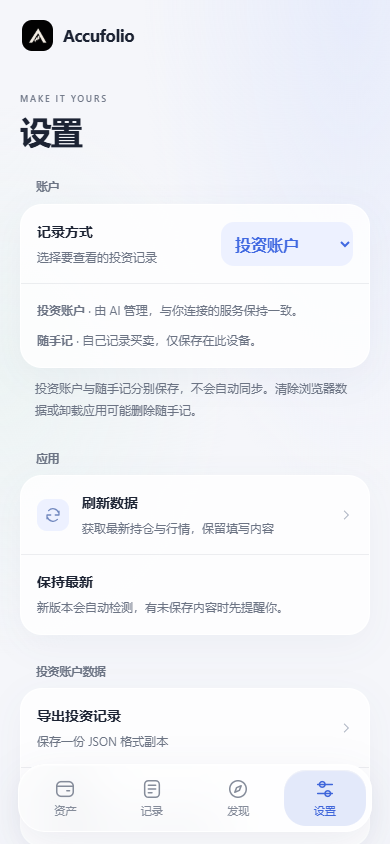 Accufolio
MAKE IT YOURS
设置
账户
记录方式
选择要查看的投资记录
投资账户
投资账户 · 由 AI 管理，与你连接的服务保持一致。
随手记 · 自己记录买卖，仅保存在此设备。
投资账户与随手记分别保存，不会自动同步。清除浏览器数
据或卸载应用可能删除随手记。
应用
刷新数据
获取最新持仓与行情，保留填写内容
保持最新
新版本会自动检测，有未保存内容时先提醒你。
投资账户数据
导出投资记录
保存一份 JSON 格式副本
资产
记录
发现
设置